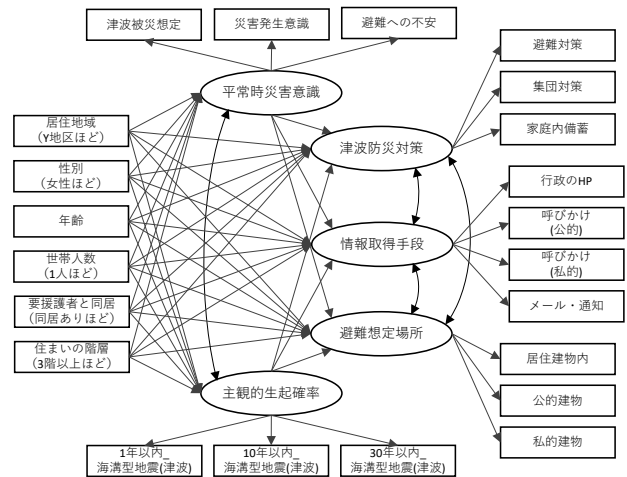 津波被災想定
災害発生意識
避難への不安
平常時災害意識
居住地域
(Y地区ほど)
性別
(女性ほど)
年齢
世帯人数
(1人ほど)
要援護者と同居
(同居ありほど)
住まいの階層
(3階以上ほど)
津波防災対策
情報取得手段
避難想定場所
主観的生起確率
避難対策
集団対策
家庭内備蓄
行政のHP
呼びかけ
(公的)
呼びかけ
(私的)
メール・通知
居住建物内
公的建物
私的建物
1年以内_
海溝型地震(津波)
10年以内_
海溝型地震(津波)
30年以内_
海溝型地震(津波)